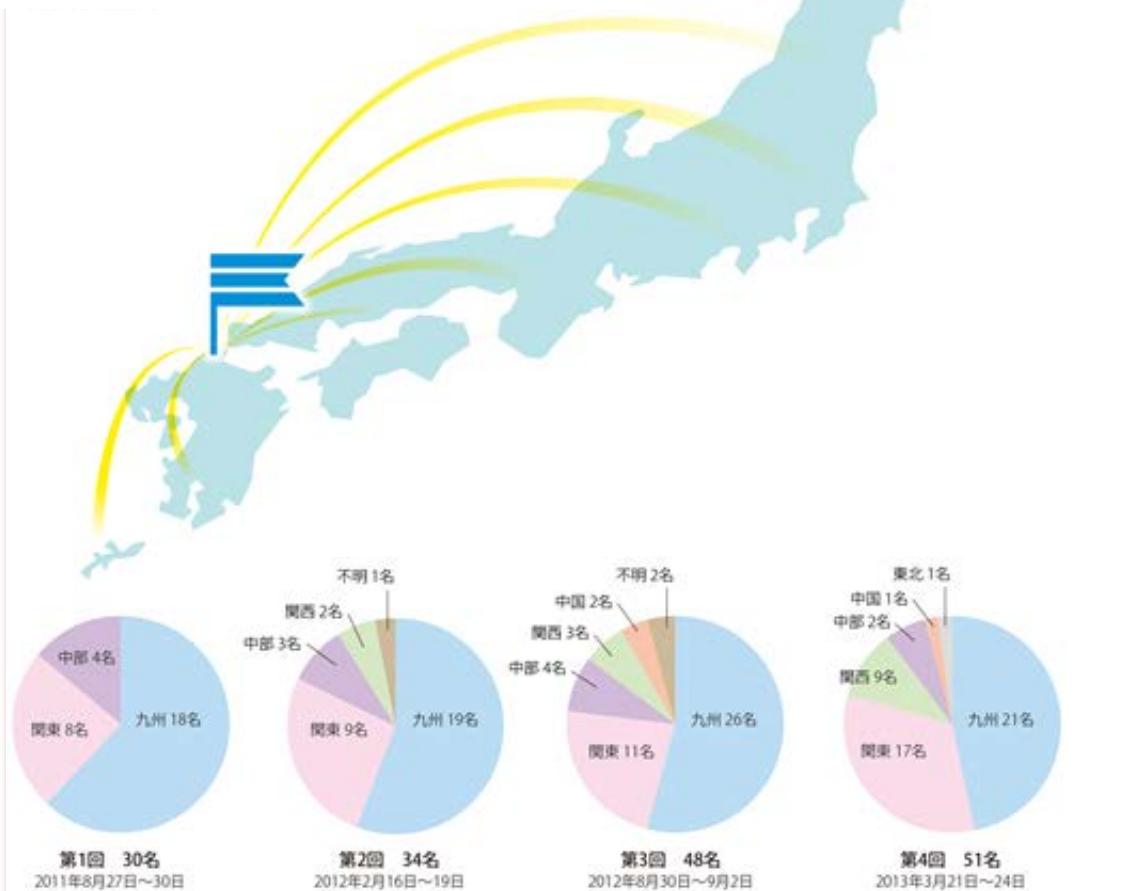 中部 4名
関東 8名
九州 18名
第1回 30名
2011年8月27日～30日
不明 1名
関西 2名
中部 3名
関東 9名
九州 19名
第2回 34名
2012年2月16日～19日
不明 2名
中国 2名
関西 3名
中部 4名
関東 11名
九州 26名
第3回 48名
2012年8月30日～9月2日
東北 1名
中国 1名
中部 2名
関西 9名
関東 17名
九州 21名
第4回 51名
2013年3月21日～24日